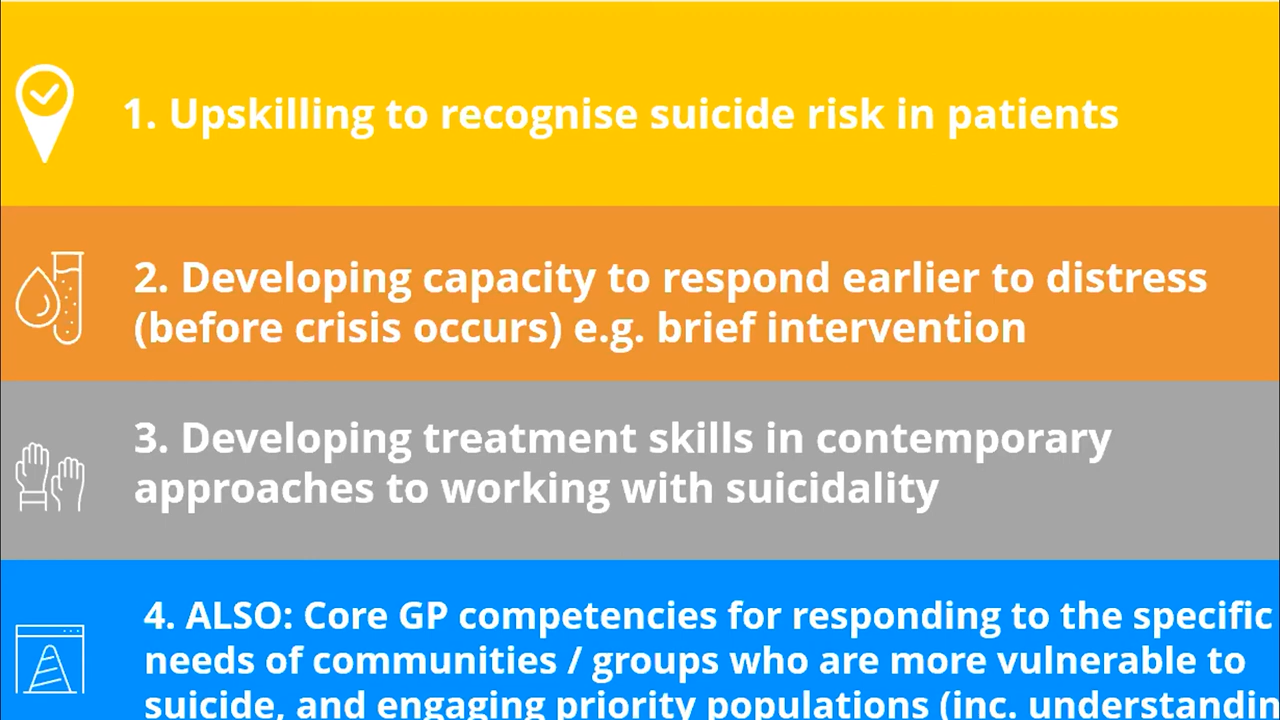 1. Upskilling to recognise suicide risk in patients
2. Developing capacity to respond earlier to distress
(before crisis occurs) e.g. brief intervention
3. Developing treatment skills in contemporary
approaches to working with suicidality
4. ALSO: Core GP competencies for responding to the specific
needs of communities / groups who are more vulnerable to
suicide, and engaging priority populations (inc.